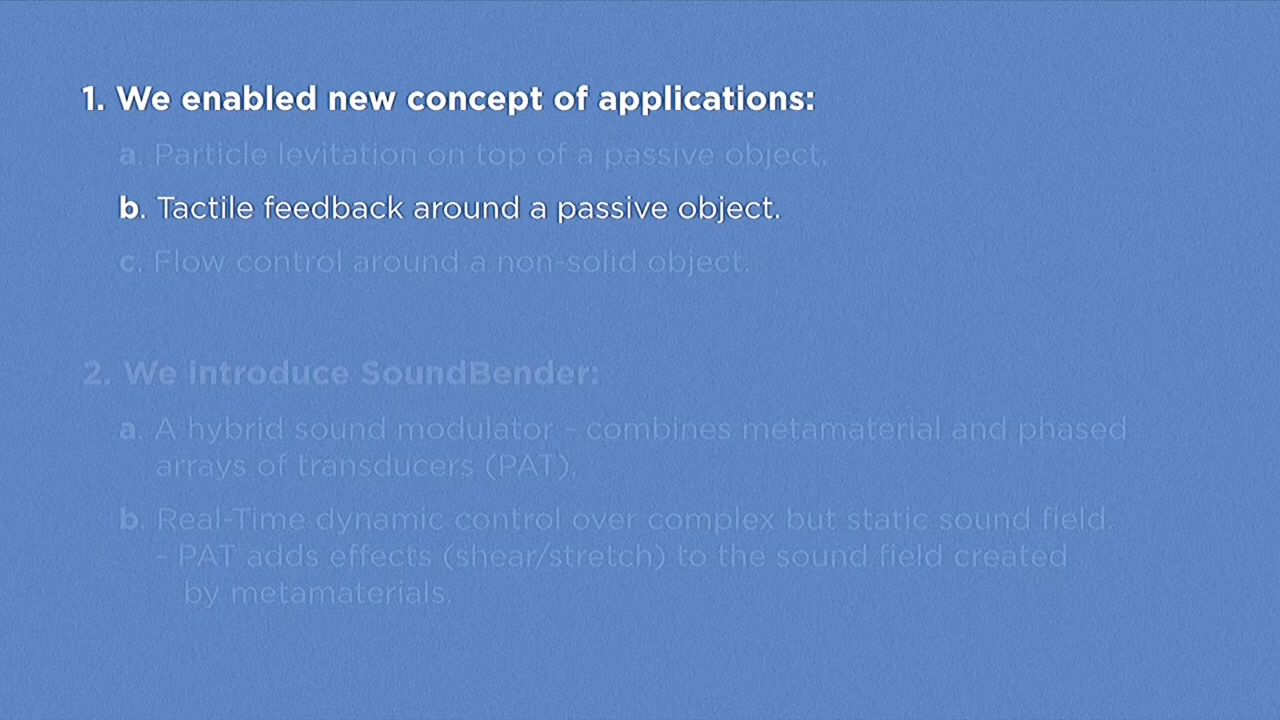 1. We enabled new concept of applications:
a. Particle levitation on top of a passive object.
b. Tactile feedback around a passive object.
c. Flow control around a non-solid object.
2. We introduce SoundBender:
a. A hybrid sound modulator - combines metamaterial and phased
arrays of transducers (PAT).
b. Real-Time dynamic control over complex but static sound field.
- PAT adds effects (shear/stretch) to the sound field created
by metamaterials.